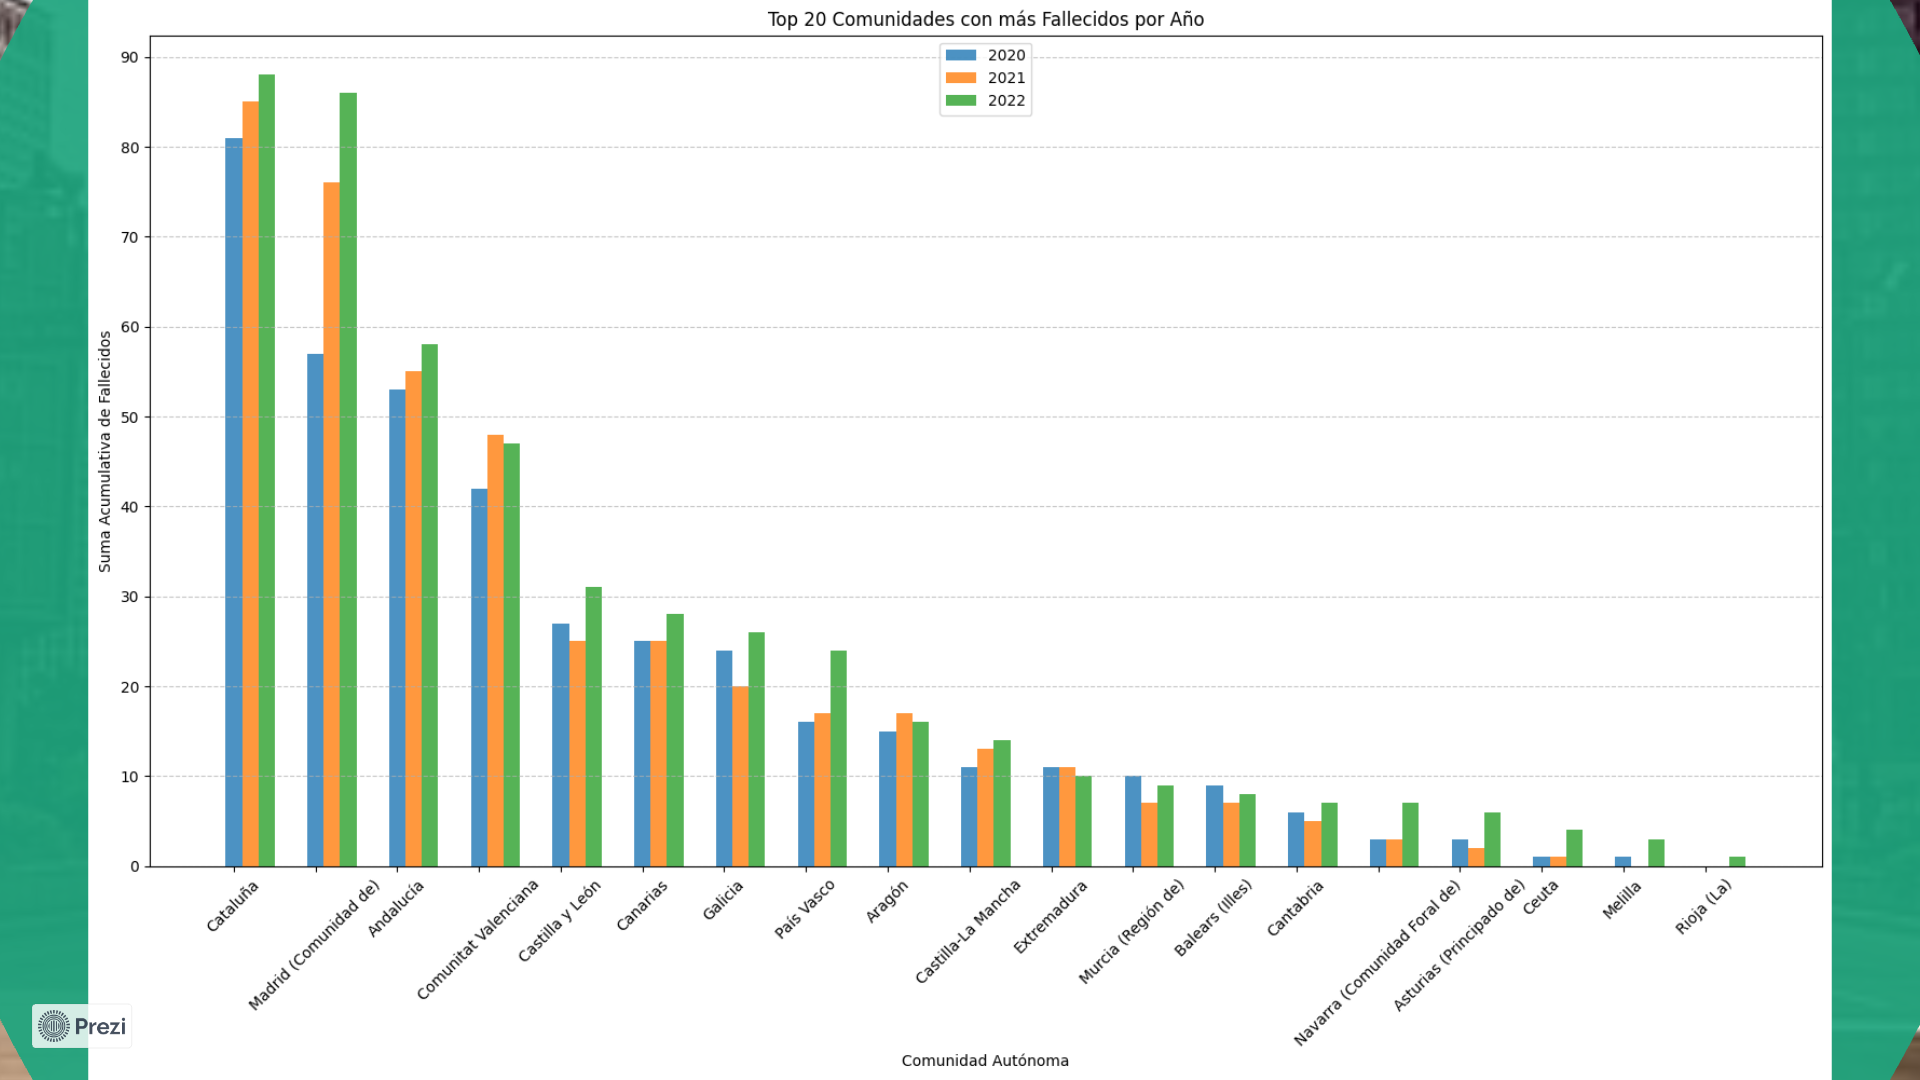 Top 20 Comunidades con más Fallecidos por Año
2020
2021
2022
90
80
70
60
50
40
30
20
10
0
Suma Acumulativa de Fallecidos
Cataluña
Madrid (Comunidad de)
Andalucía
Comunitat Valenciana
Castilla y León
Canarias
Galicia
País Vasco
Aragón
Castilla-La Mancha
Extremadura
Murcia (Región de)
Balears (Illes)
Cantabria
Navarra (Comunidad Foral de)
Asturias (Principado de)
Ceuta
Melilla
Rioja (La)
Comunidad Autónoma
Prezi